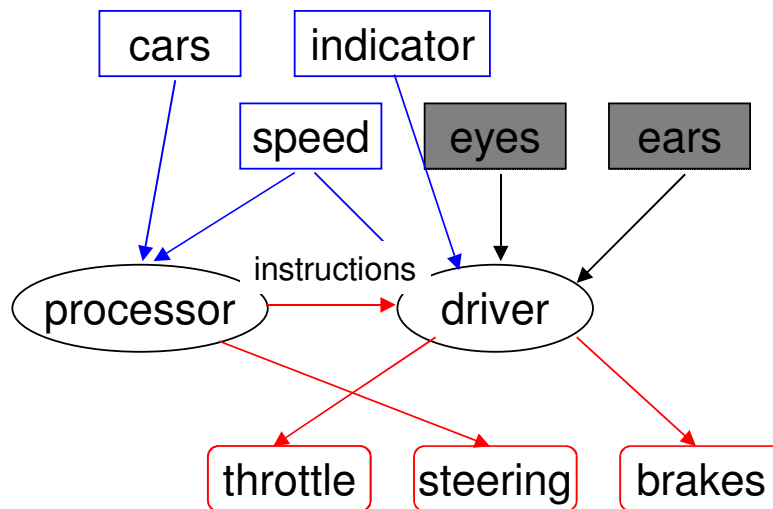 cars
indicator
speed
eyes
ears
instructions
processor
driver
throttle
steering
brakes